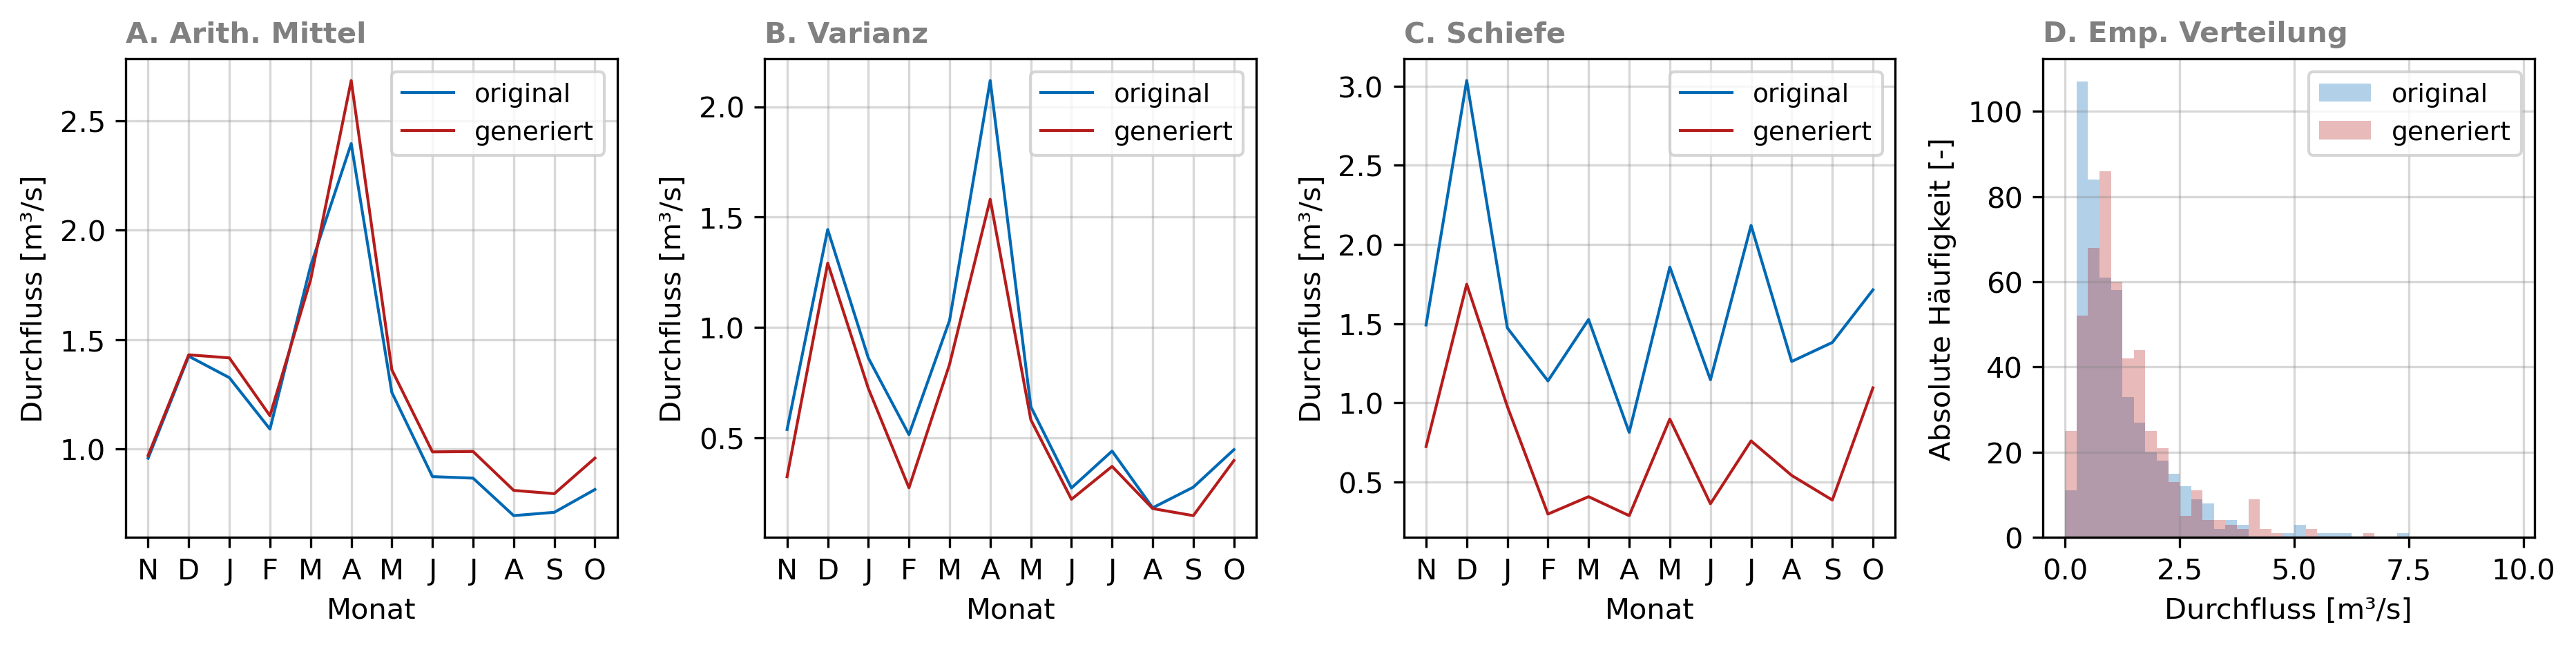 A. Arith. Mittel
Durchfluss [m³/s]
2.5
2.0
1.5
1.0
original
generiert
N D J F M A M J J A S O
Monat
B. Varianz
Durchfluss [m³/s]
2.0
1.5
1.0
0.5
original
generiert
N D J F M A M J J A S O
Monat
C. Schiefe
Durchfluss [m³/s]
3.0
2.5
2.0
1.5
1.0
0.5
original
generiert
N D J F M A M J J A S O
Monat
D. Emp. Verteilung
Absolute Häufigkeit [-]
100
80
60
40
20
0
original
generiert
0.0 2.5 5.0 7.5 10.0
Durchfluss [m³/s]